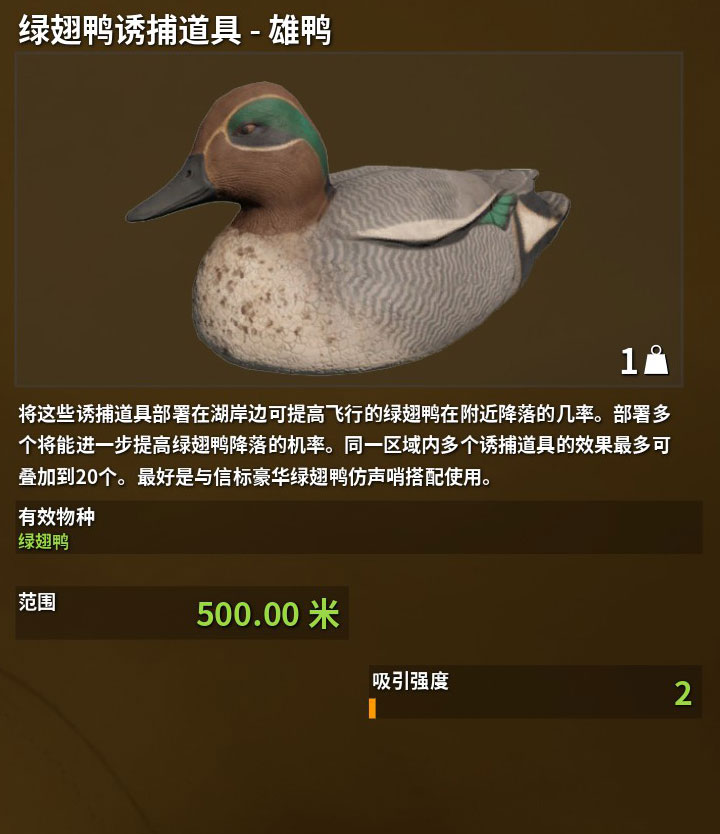 绿翅鸭诱捕道具 - 雄鸭
1
将这些诱捕道具部署在湖岸边可提高飞行的绿翅鸭在附近降落的几率。部署多
个将能进一步提高绿翅鸭降落的机率。同一区域内多个诱捕道具的效果最多可
叠加到20个。最好是与信标豪华绿翅鸭仿声哨搭配使用。
有效物种
绿翅鸭
范围
500.00 米
吸引强度
2